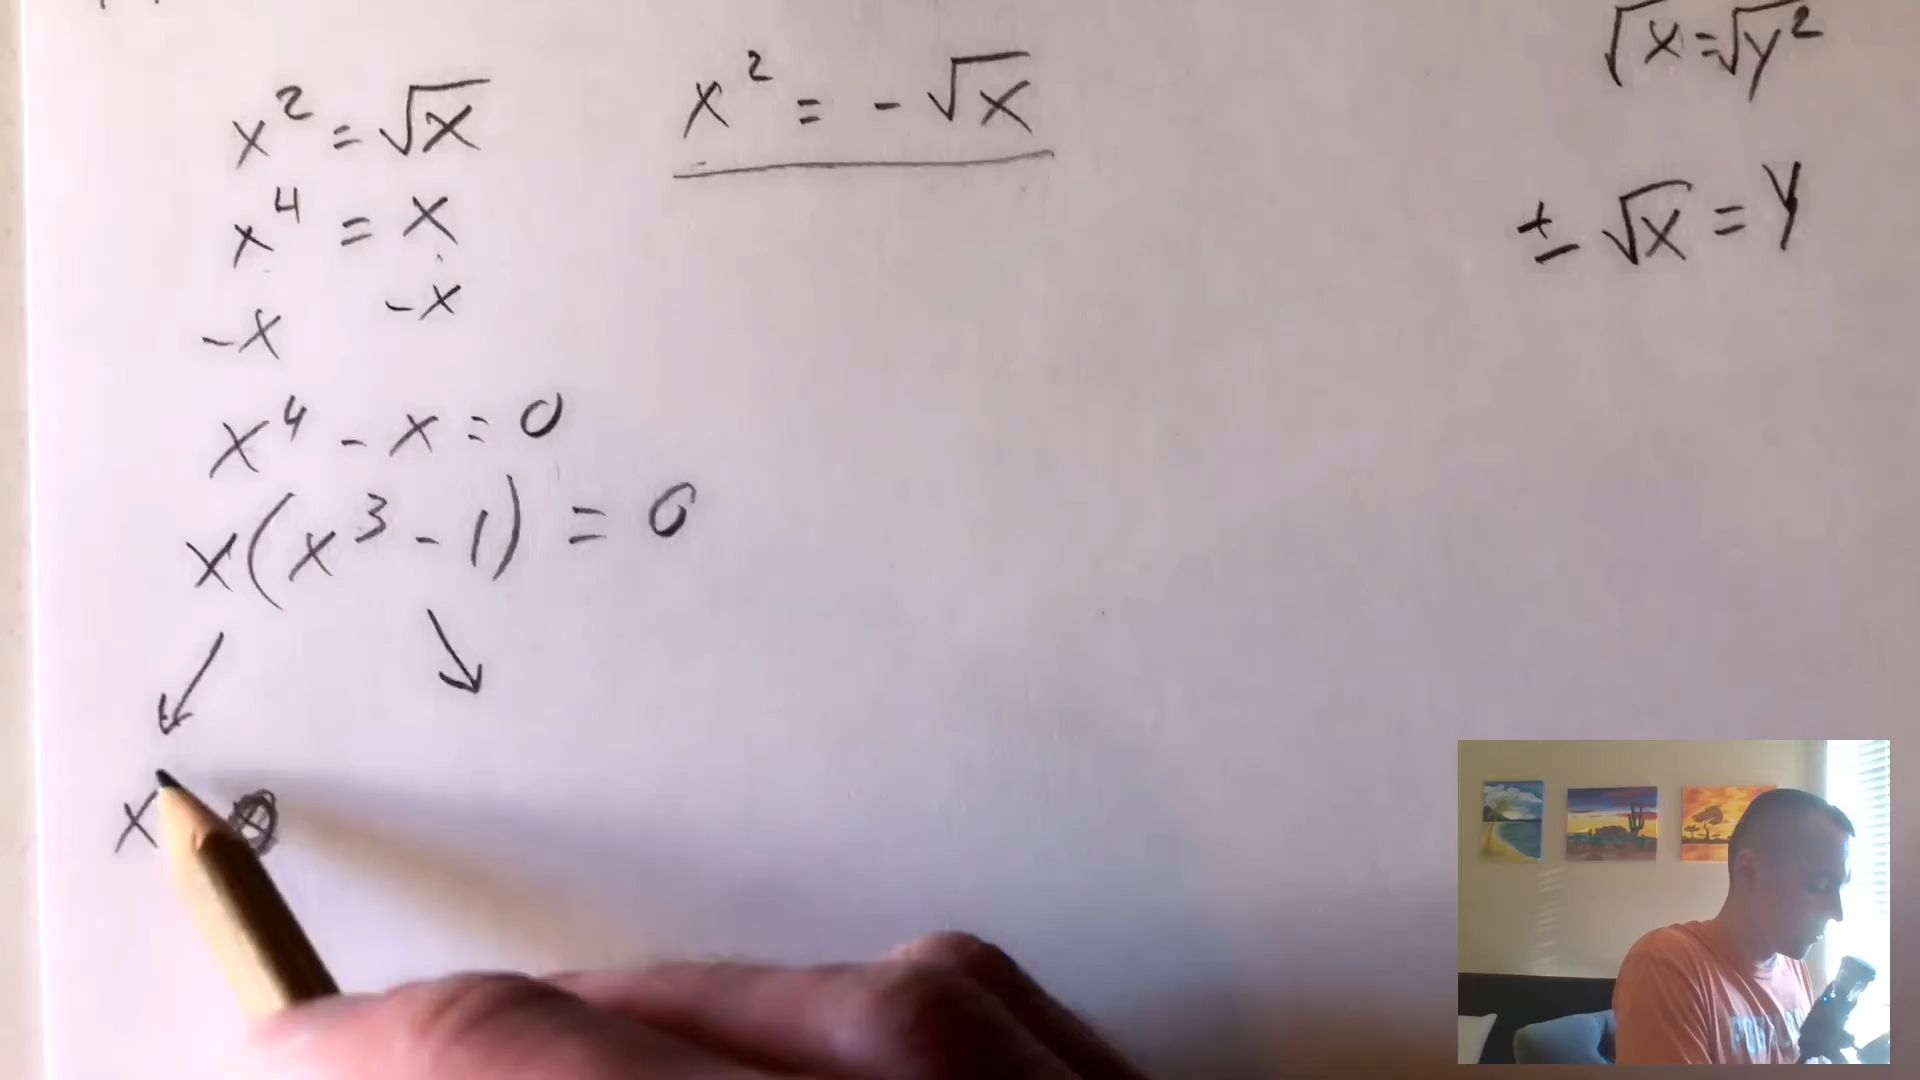 x² = √x
x⁴ = x
-x -x
x⁴ - x = 0
x(x³ - 1) = 0
x
x² = - √x
√x = √y²
± √x = y